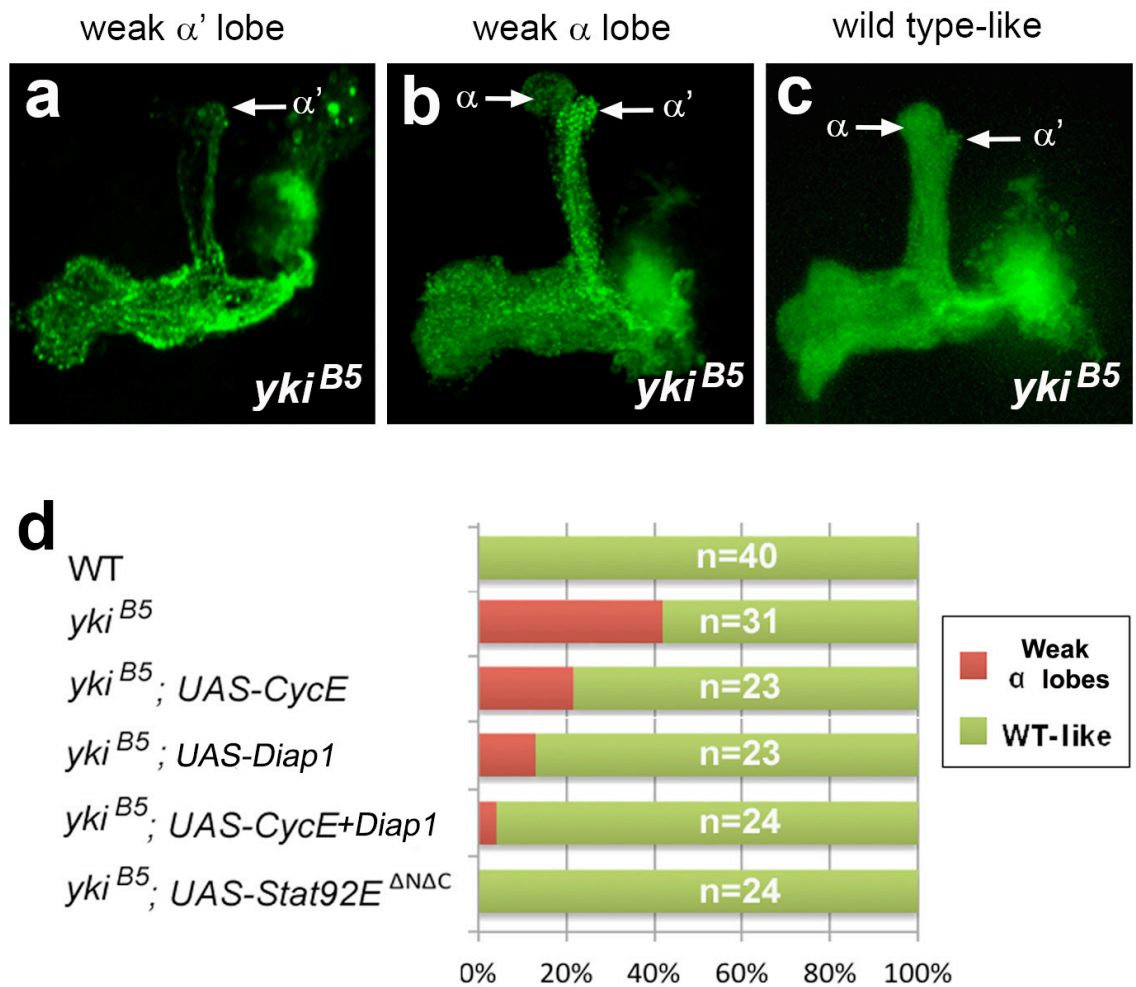 weak α’ lobe
weak α lobe
wild type-like
a
α’
yki B5
b
α
α’
yki B5
c
α
α’
yki B5
d
WT
n=40
yki B5
n=31
yki B5; UAS-CycE
n=23
yki B5; UAS-Diap1
n=23
yki B5; UAS-CycE+Diap1
n=24
yki B5; UAS-Stat92E ΔNΔC
n=24
0% 20% 40% 60% 80% 100%
Weak
α lobes
WT-like